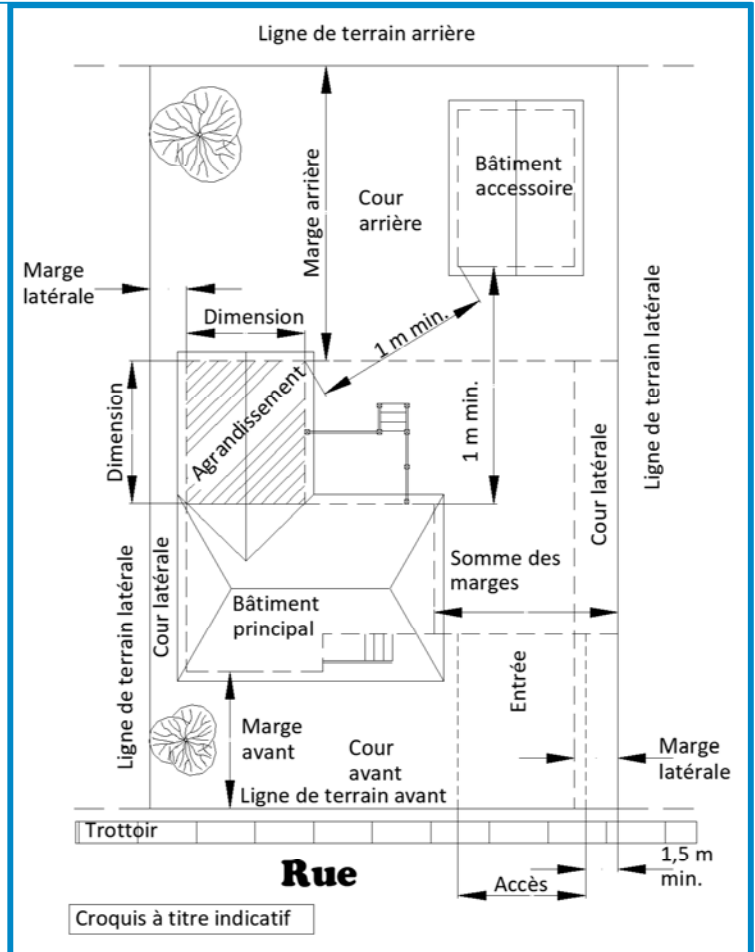 Ligne de terrain arrière
Bâtiment
accessoire
Marge arrière
Cour
arrière
Marge
latérale
Dimension
1 m min.
Ligne de terrain latérale
Dimension
Agrandissement
1 m min.
Cour latérale
Somme des
marges
Ligne de terrain latérale
Cour latérale
Bâtiment
principal
Entrée
Marge
avant
Cour
avant
Marge
latérale
Ligne de terrain avant
Trottoir
Rue
Accès
1,5 m
min.
Croquis à titre indicatif